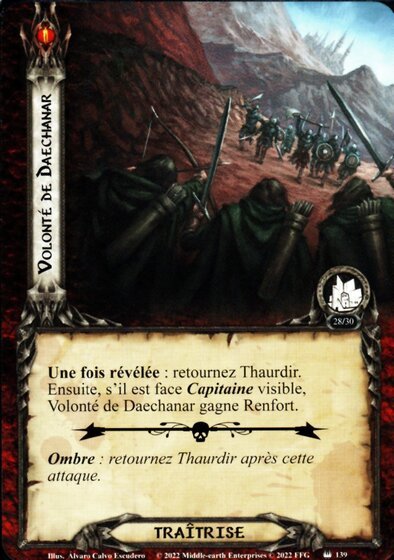 VOLONTÉ DE DAECHANAR
28/30
Une fois révélée : retournez Thaurdir.
Ensuite, s'il est face Capitaine visible,
Volonté de Daechanar gagne Renfort.
Ombre : retournez Thaurdir après cette
attaque.
TRAÎTRISE
Illus. Álvaro Calvo Escudero © 2022 Middle-earth Enterprises © 2022 FFG 139